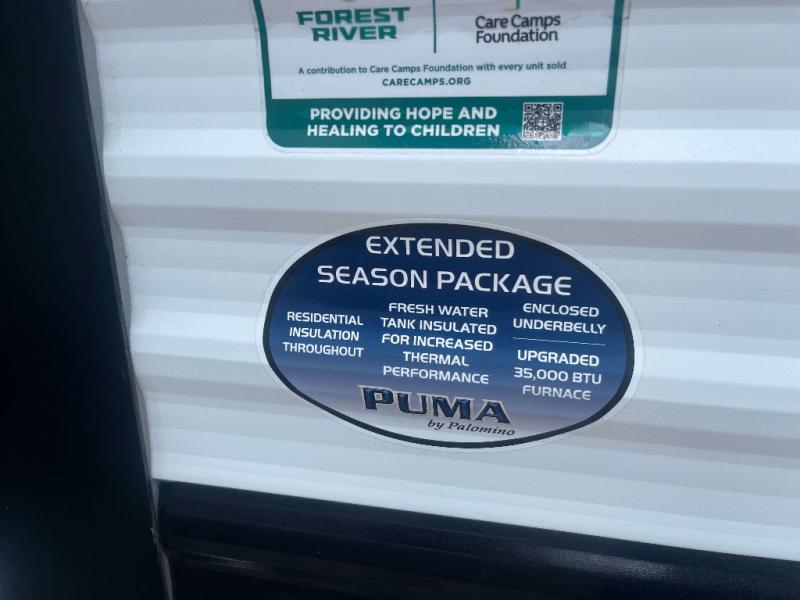 FOREST
RIVER
Care Camps
Foundation
A contribution to Care Camps Foundation with every unit sold
CARECAMPS.ORG
PROVIDING HOPE AND
HEALING TO CHILDREN
EXTENDED
SEASON PACKAGE
RESIDENTIAL
INSULATION
THROUGHOUT
FRESH WATER
TANK INSULATED
FOR INCREASED
THERMAL
PERFORMANCE
ENCLOSED
UNDERBELLY
UPGRADED
35,000 BTU
FURNACE
PUMA
by Palomino